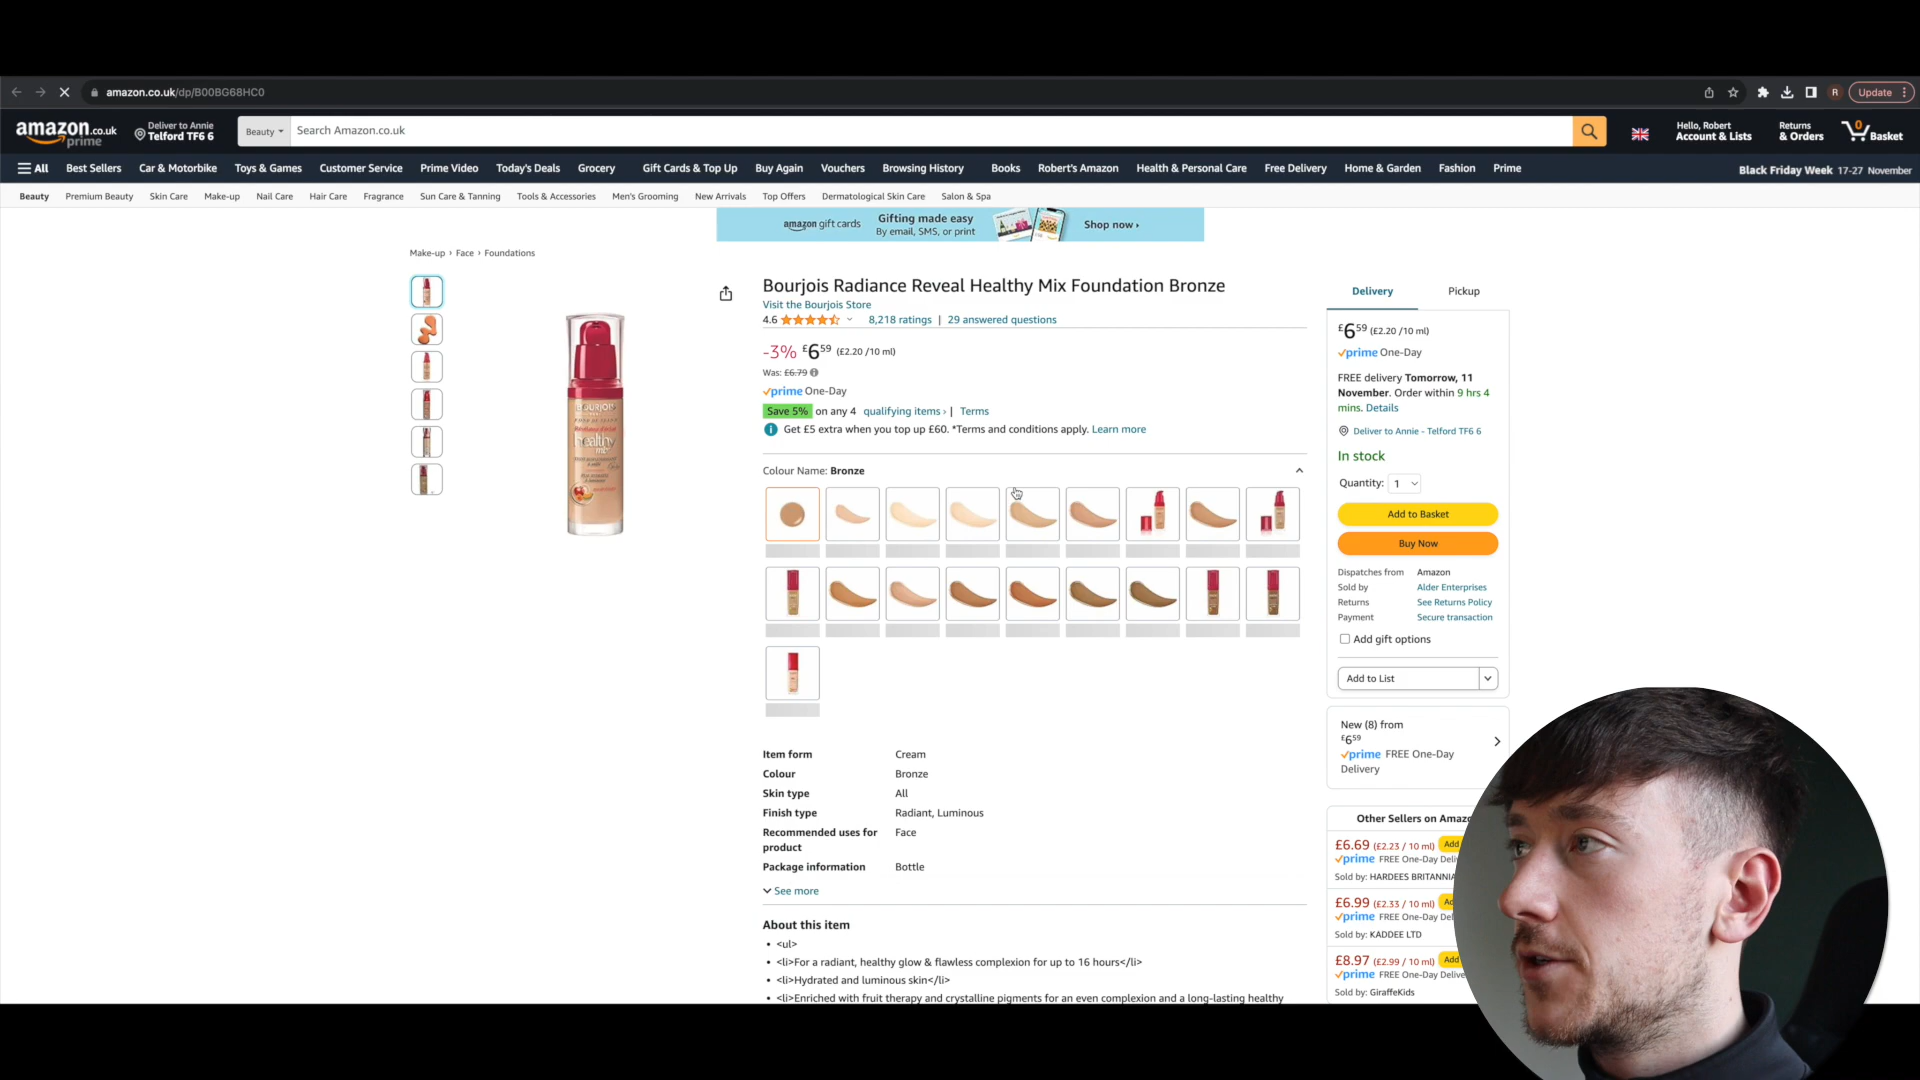 amazon.co.uk/dp/B00BG68HC0
R
Update
amazon.co.uk
prime
Deliver to Annie
Telford TF6 6
Beauty
Search Amazon.co.uk
Hello, Robert
Account & Lists
Returns
& Orders
0
Basket
All
Best Sellers
Car & Motorbike
Toys & Games
Customer Service
Prime Video
Today's Deals
Grocery
Gift Cards & Top Up
Buy Again
Vouchers
Browsing History
Books
Robert's Amazon
Health & Personal Care
Free Delivery
Home & Garden
Fashion
Prime
Black Friday Week 17-27 November
Beauty
Premium Beauty
Skin Care
Make-up
Nail Care
Hair Care
Fragrance
Sun Care & Tanning
Tools & Accessories
Men's Grooming
New Arrivals
Top Offers
Dermatological Skin Care
Salon & Spa
amazon gift cards
Gifting made easy
By email, SMS, or print
Shop now ›
Make-up › Face › Foundations
BOURJOIS
healthy
mix
Bourjois Radiance Reveal Healthy Mix Foundation Bronze
Visit the Bourjois Store
4.6
8,218 ratings | 29 answered questions
-3% £6.59 (£2.20 /10 ml)
Was: £6.79
prime One-Day
Save 5% on any 4 qualifying items › | Terms
Get £5 extra when you top up £60. *Terms and conditions apply. Learn more
Colour Name: Bronze
Item form Cream
Colour Bronze
Skin type All
Finish type Radiant, Luminous
Recommended uses for Face
product
Package information Bottle
See more
About this item
• <ul>
• <li>For a radiant, healthy glow & flawless complexion for up to 16 hours</li>
• <li>Hydrated and luminous skin</li>
• <li>Enriched with fruit therapy and crystalline pigments for an even complexion and a long-lasting healthy
Delivery
Pickup
£6.59 (£2.20 /10 ml)
prime One-Day
FREE delivery Tomorrow, 11
November. Order within 9 hrs 4
mins. Details
Deliver to Annie - Telford TF6 6
In stock
Quantity: 1
Add to Basket
Buy Now
Dispatches from Amazon
Sold by Alder Enterprises
Returns See Returns Policy
Payment Secure transaction
Add gift options
Add to List
New (8) from
£6.59
prime FREE One-Day
Delivery
Other Sellers on Amazo
£6.69 (£2.23 / 10 ml) Add
prime FREE One-Day Deli
Sold by: HARDEES BRITANNIA
£6.99 (£2.33 / 10 ml)
prime FREE One-Day Del
Sold by: KADDEE LTD
£8.97 (£2.99 / 10 ml) Add
prime FREE One-Day Delive
Sold by: GiraffeKids